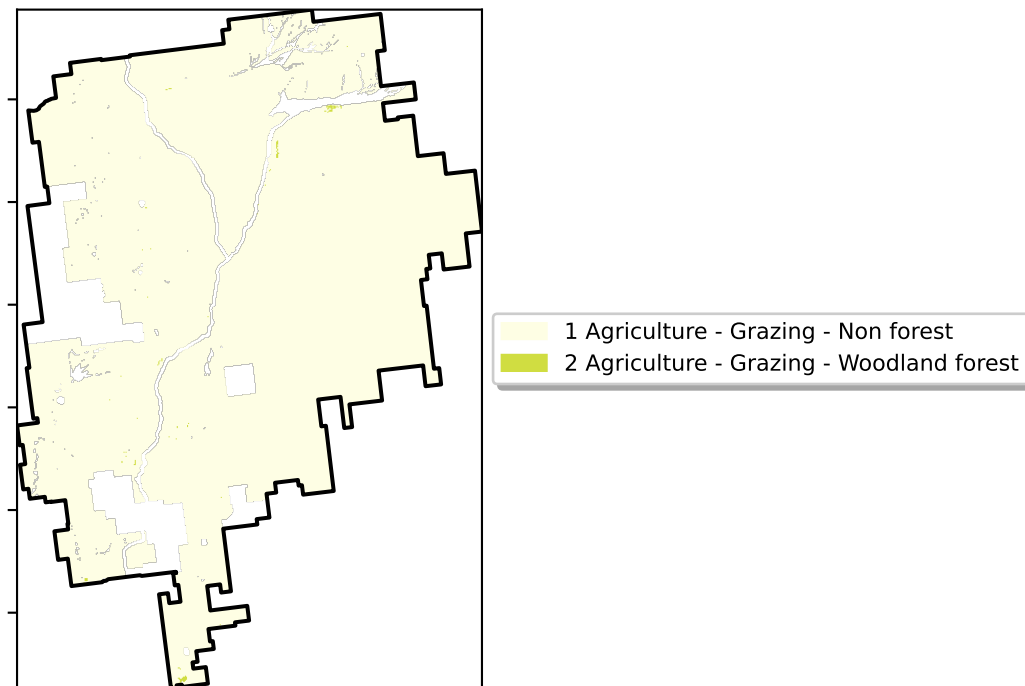 1 Agriculture - Grazing - Non forest
2 Agriculture - Grazing - Woodland forest